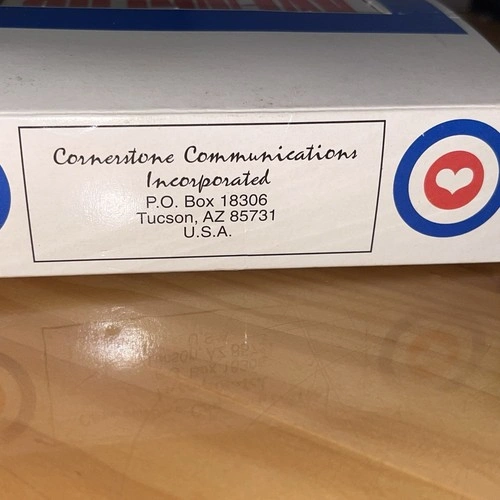 Cornerstone Communications
Incorporated
P.O. Box 18306
Tucson, AZ 85731
U.S.A.